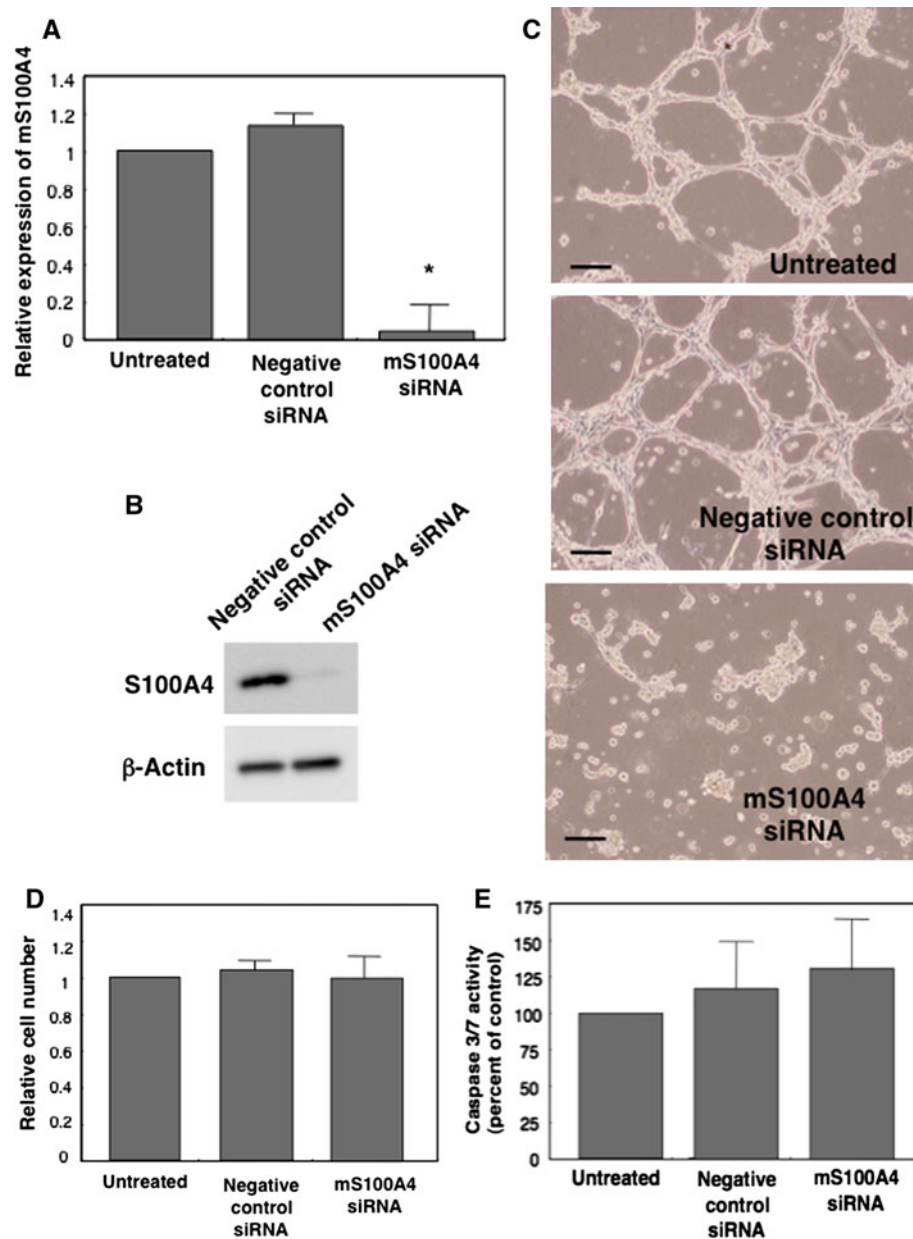 A
Relative expression of mS100A4
1.4
1.2
1
0.8
0.6
0.4
0.2
0
*
Untreated
Negative
control
siRNA
mS100A4
siRNA
B
Negative control
siRNA
mS100A4 siRNA
S100A4
β-Actin
C
*
Untreated
Negative control
siRNA
mS100A4
siRNA
D
Relative cell number
1.4
1.2
1
0.8
0.6
0.4
0.2
0
Untreated
Negative
control
siRNA
mS100A4
siRNA
E
Caspase 3/7 activity
(percent of control)
175
150
125
100
75
50
25
0
Untreated
Negative
control
siRNA
mS100A4
siRNA